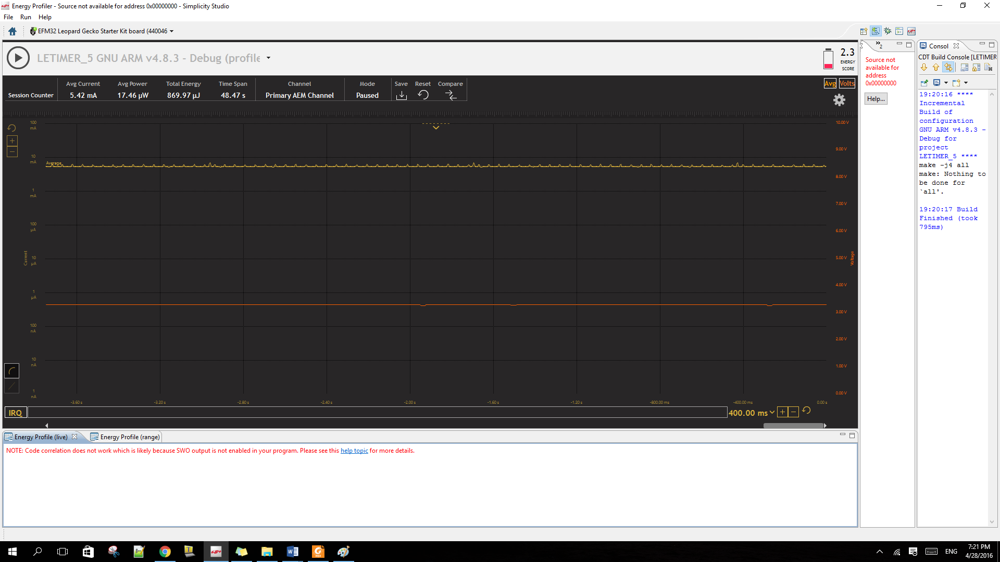 Energy Profiler - Source not available for address 0x00000000 - Simplicity Studio
File Run Help
EFM32 Leopard Gecko Starter Kit board (440046
LETIMER_5 GNU ARM v4.8.3 - Debug (profile
2.3
ENERGY
SCORE
Session Counter
Avg Current
5.42 mA
Avg Power
17.46 µW
Total Energy
869.97 µJ
Time Span
48.47 s
Channel
Primary AEM Channel
Mode
Paused
Save
Reset
Compare
Avg
Volts
100
mA
10
mA
1
mA
100
µA
10
µA
1
µA
100
nA
10
nA
1
nA
Current
Average
10.00 V
9.00 V
8.00 V
7.00 V
6.00 V
5.00 V
4.00 V
3.00 V
2.00 V
1.00 V
0.00 V
Voltage
-3.60 s
-3.20 s
-2.80 s
-2.40 s
-2.00 s
-1.60 s
-1.20 s
-800.00 ms
-400.00 ms
0.00 s
IRQ
400.00 ms
Energy Profile (live)
Energy Profile (range)
NOTE: Code correlation does not work which is likely because SWO output is not enabled in your program. Please see this help topic for more details.
2
Source not
available for
address
0x00000000
Help...
Consol
CDT Build Console [LETIMER
19:20:16 ****
Incremental
Build of
configuration
GNU ARM v4.8.3 -
Debug for
project
LETIMER_5 ****
make -j4 all
make: Nothing to
be done for
`all'.
19:20:17 Build
Finished (took
795ms)
ENG
7:21 PM
4/28/2016